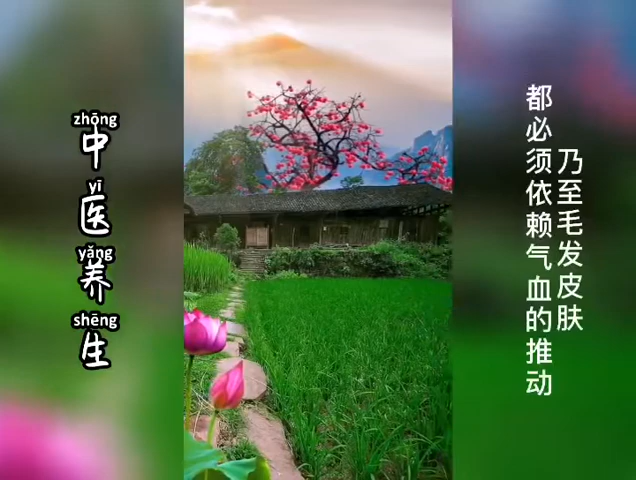 zhōng
中
yī
医
yǎng
养
shēng
生
乃至毛发皮肤
都必须依赖气血的推动